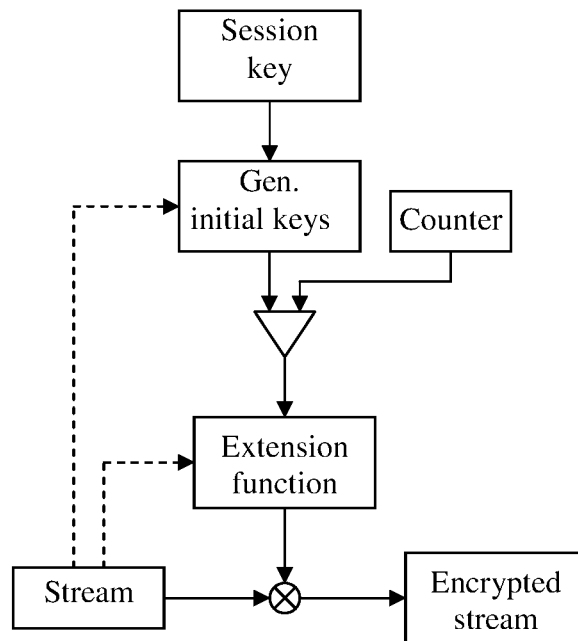 Session
key
Gen.
initial keys
Counter
Extension
function
Stream
Encrypted
stream